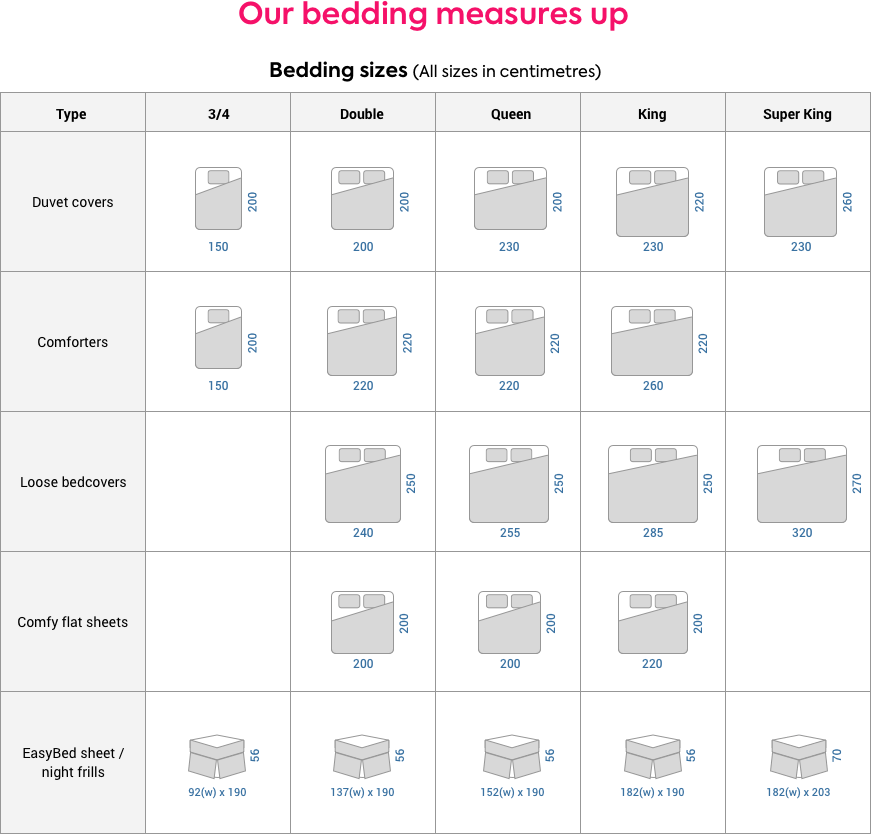 Our bedding measures up
Bedding sizes (All sizes in centimetres)
Type 3/4 Double Queen King Super King
Duvet covers
200 200 200 220 260
150 200 230 230 230
Comforters
200 220 220 220
150 220 220 260
Loose bedcovers
250 250 250 270
240 255 285 320
Comfy flat sheets
200 200 200
200 200 220
EasyBed sheet /
night frills
56 56 56 56 70
92(w) x 190 137(w) x 190 152(w) x 190 182(w) x 190 182(w) x 203